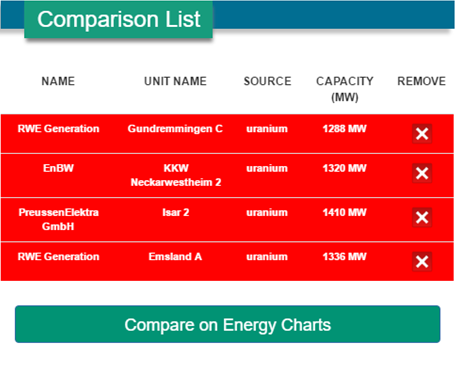 Comparison List
NAME UNIT NAME SOURCE CAPACITY
(MW) REMOVE
RWE Generation Gundremmingen C uranium 1288 MW
EnBW KKW
Neckarwestheim 2 uranium 1320 MW
PreussenElektra
GmbH Isar 2 uranium 1410 MW
RWE Generation Emsland A uranium 1336 MW
Compare on Energy Charts